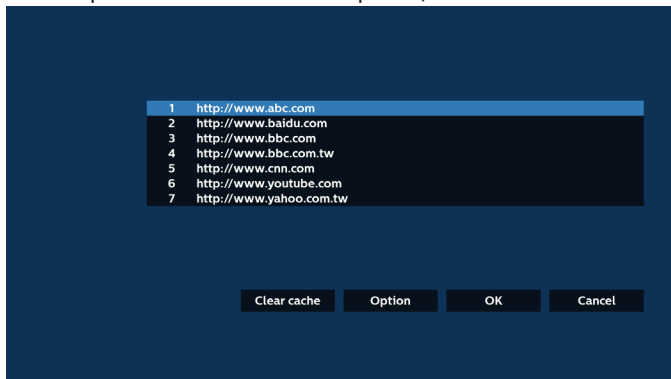 1 http://www.abc.com
2 http://www.baidu.com
3 http://www.bbc.com
4 http://www.bbc.com.tw
5 http://www.cnn.com
6 http://www.youtube.com
7 http://www.yahoo.com.tw
Clear cache Option OK Cancel